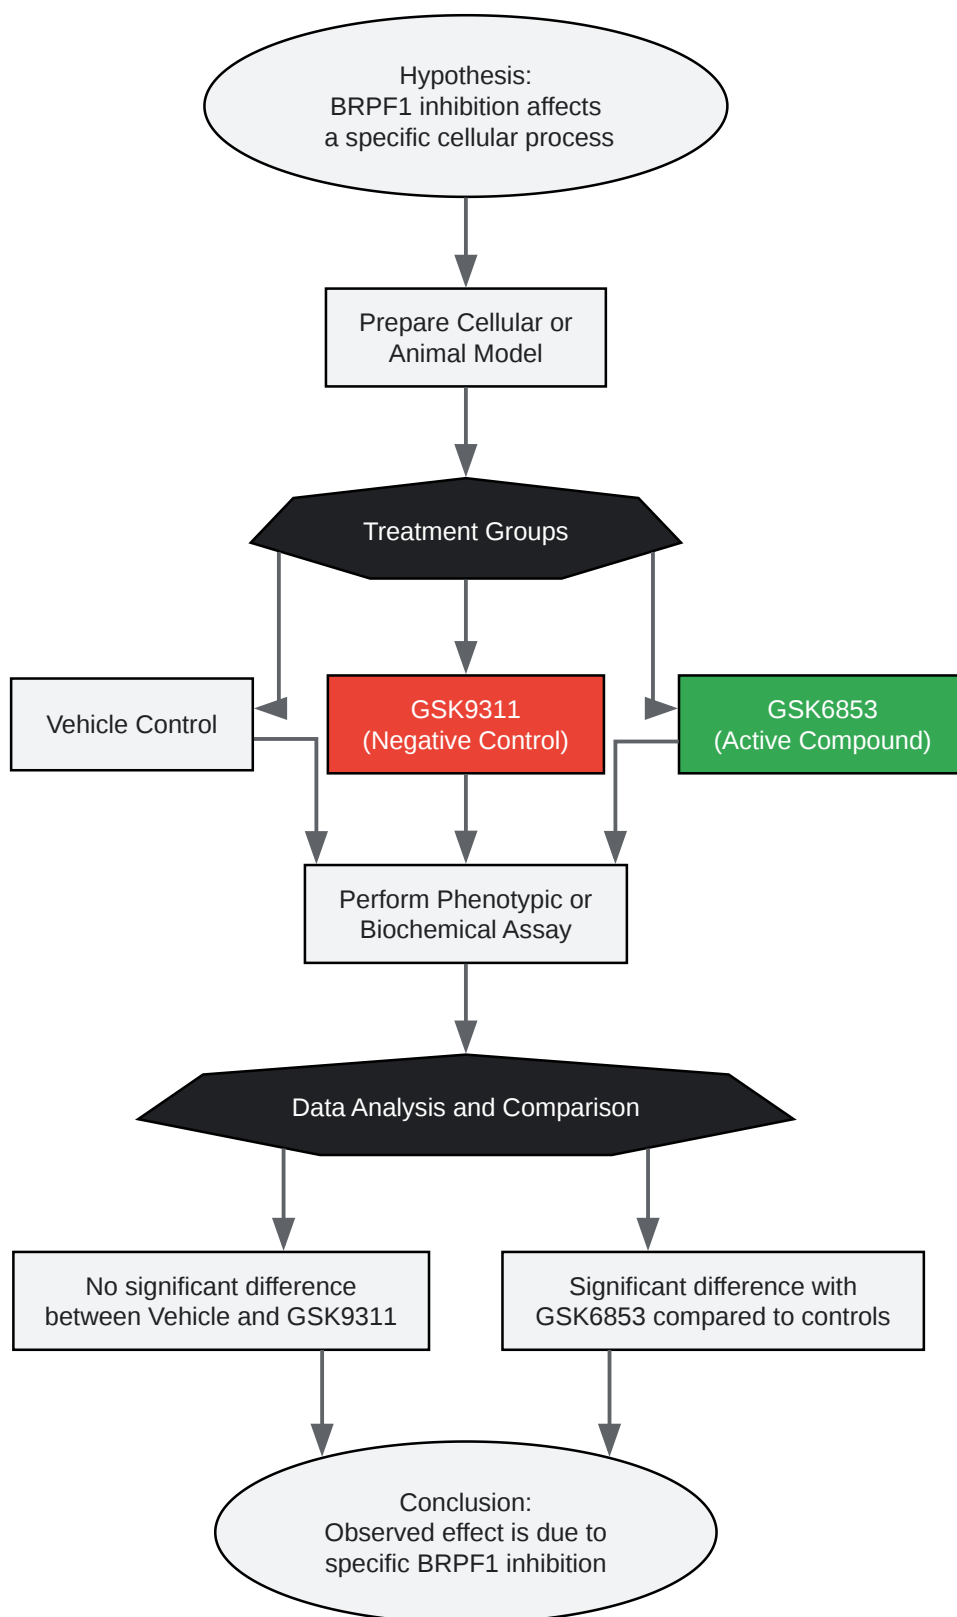 Hypothesis:
BRPF1 inhibition affects
a specific cellular process
Prepare Cellular or
Animal Model
Treatment Groups
Vehicle Control
GSK9311
(Negative Control)
GSK6853
(Active Compound)
Perform Phenotypic or
Biochemical Assay
Data Analysis and Comparison
No significant difference
between Vehicle and GSK9311
Significant difference with
GSK6853 compared to controls
Conclusion:
Observed effect is due to
specific BRPF1 inhibition